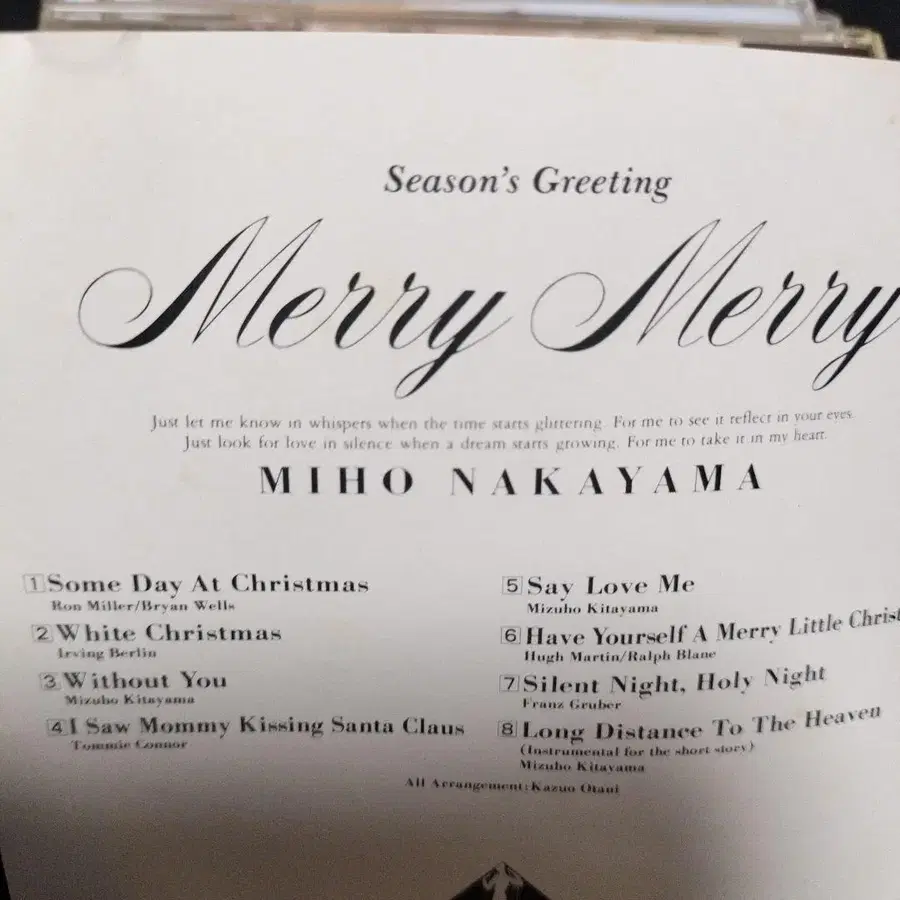 Season's Greeting
Merry Merry
Just let me know in whispers when the time starts glittering. For me to see it reflect in your eyes.
Just look for love in silence when a dream starts growing. For me to take it in my heart.
MIHO NAKAYAMA
1 Some Day At Christmas
Ron Miller/Bryan Wells
2 White Christmas
Irving Berlin
3 Without You
Mizuho Kitayama
4 I Saw Mommy Kissing Santa Claus
Tommie Connor
5 Say Love Me
Mizuho Kitayama
6 Have Yourself A Merry Little Christ
Hugh Martin/Ralph Blane
7 Silent Night, Holy Night
Franz Gruber
8 Long Distance To The Heaven
(Instrumental for the short story)
Mizuho Kitayama
All Arrangement:Kazuo Otani